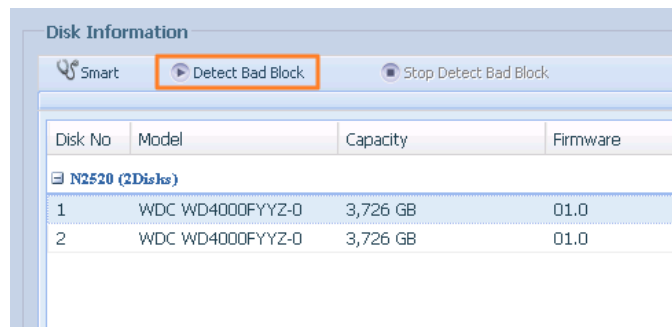 Disk Information
Smart Detect Bad Block Stop Detect Bad Block
Disk No Model Capacity Firmware
N2520 (2Disks)
1 WDC WD4000FYYZ-0 3,726 GB 01.0
2 WDC WD4000FYYZ-0 3,726 GB 01.0